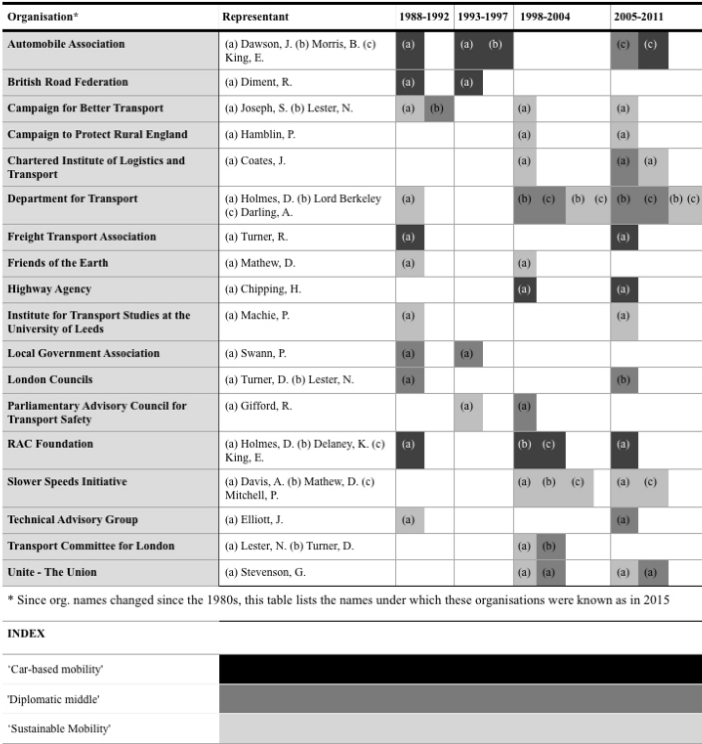 Organisation* Representant 1988-1992 1993-1997 1998-2004 2005-2011
Automobile Association (a) Dawson, J. (b) Morris, B. (c) King, E. (a) (a) (b) (c) (c)
British Road Federation (a) Diment, R. (a) (a)
Campaign for Better Transport (a) Joseph, S. (b) Lester, N. (a) (b) (a) (a)
Campaign to Protect Rural England (a) Hamblin, P. (a) (a)
Chartered Institute of Logistics and Transport (a) Coates, J. (a) (a) (a)
Department for Transport (a) Holmes, D. (b) Lord Berkeley (c) Darling, A. (a) (b) (c) (b) (c) (b) (c) (b) (c)
Freight Transport Association (a) Turner, R. (a) (a)
Friends of the Earth (a) Mathew, D. (a) (a)
Highway Agency (a) Chipping, H. (a) (a)
Institute for Transport Studies at the University of Leeds (a) Machie, P. (a) (a)
Local Government Association (a) Swann, P. (a) (a)
London Councils (a) Turner, D. (b) Lester, N. (a) (b)
Parliamentary Advisory Council for Transport Safety (a) Gifford, R. (a) (a)
RAC Foundation (a) Holmes, D. (b) Delaney, K. (c) King, E. (a) (b) (c) (a)
Slower Speeds Initiative (a) Davis, A. (b) Mathew, D. (c) Mitchell, P. (a) (b) (c) (a) (c)
Technical Advisory Group (a) Elliott, J. (a) (a)
Transport Committee for London (a) Lester, N. (b) Turner, D. (a) (b)
Unite - The Union (a) Stevenson, G. (a) (a) (a) (a)
* Since org. names changed since the 1980s, this table lists the names under which these organisations were known as in 2015
INDEX
‘Car-based mobility'
'Diplomatic middle'
‘Sustainable Mobility'